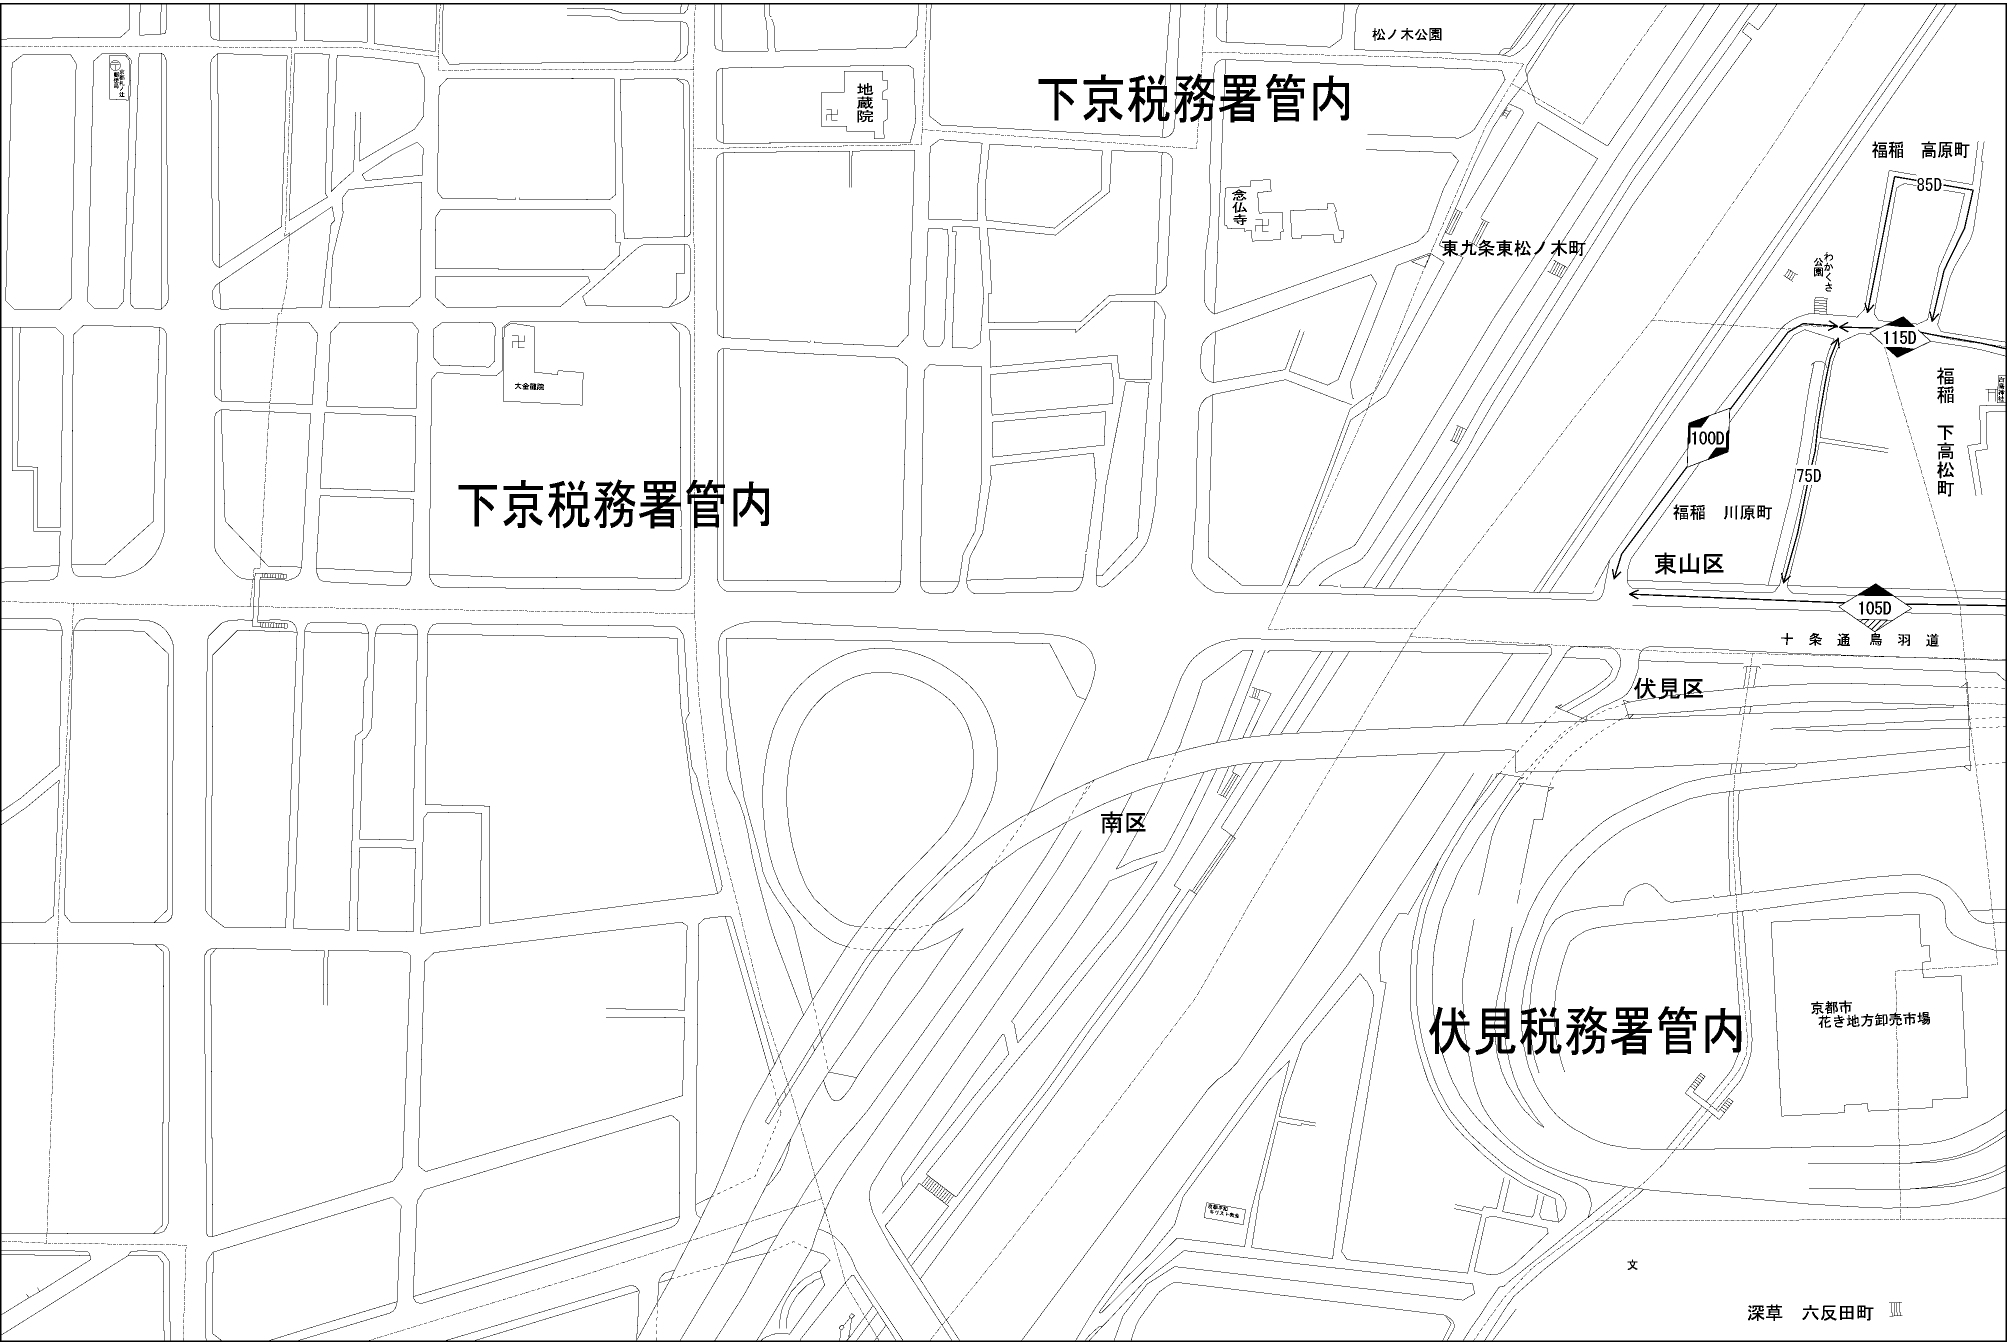 松ノ木公園
地蔵院
下京税務署管内
福稲　高原町
85D
念仏寺
東九条東松ノ木町
わかくさ
公園
115D
大金龍院
福稲　下高松町
100D
75D
下京税務署管内
福稲　川原町
東山区
105D
十条通　鳥羽道
伏見区
南区
京都市
花き地方卸売市場
伏見税務署管内
文
深草　六反田町